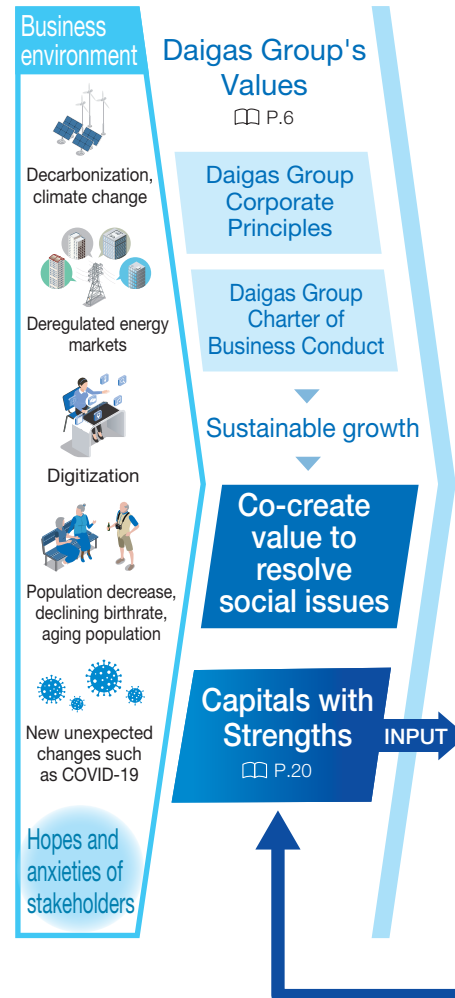 Business
environment
Decarbonization,
climate change
Deregulated energy
markets
Digitization
Population decrease,
declining birthrate,
aging population
New unexpected
changes such
as COVID-19
Hopes and
anxieties of
stakeholders
Daigas Group's
Values
P.6
Daigas Group
Corporate
Principles
Daigas Group
Charter of
Business Conduct
Sustainable growth
Co-create
value to
resolve
social issues
Capitals with
Strengths
P.20
INPUT